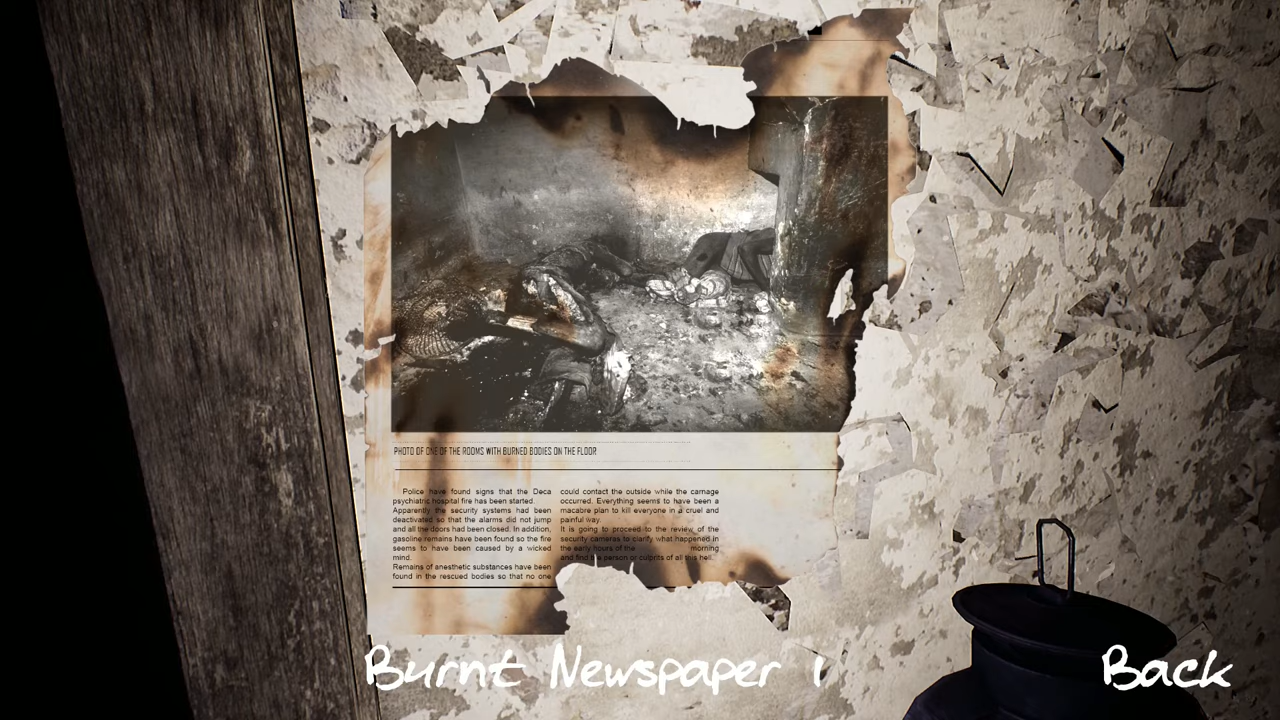 PHOTO OF ONE OF THE ROOMS WITH BURNED BODIES ON THE FLOOR
Police have found signs that the Deca
psychiatric hospital fire has been started.
Apparently the security systems had been
deactivated so that the alarms did not jump
and all the doors had been closed. In addition,
gasoline remains have been found so the fire
seems to have been caused by a wicked
mind.
Remains of anesthetic substances have been
found in the rescued bodies so that no one
could contact the outside while the carnage
occurred. Everything seems to have been a
macabre plan to kill everyone in a cruel and
painful way.
It is going to proceed to the review of the
security cameras to clarify what happened in
the early hours of the morning
and find the person or culprits of all this hell.
Burnt Newspaper 1
Back